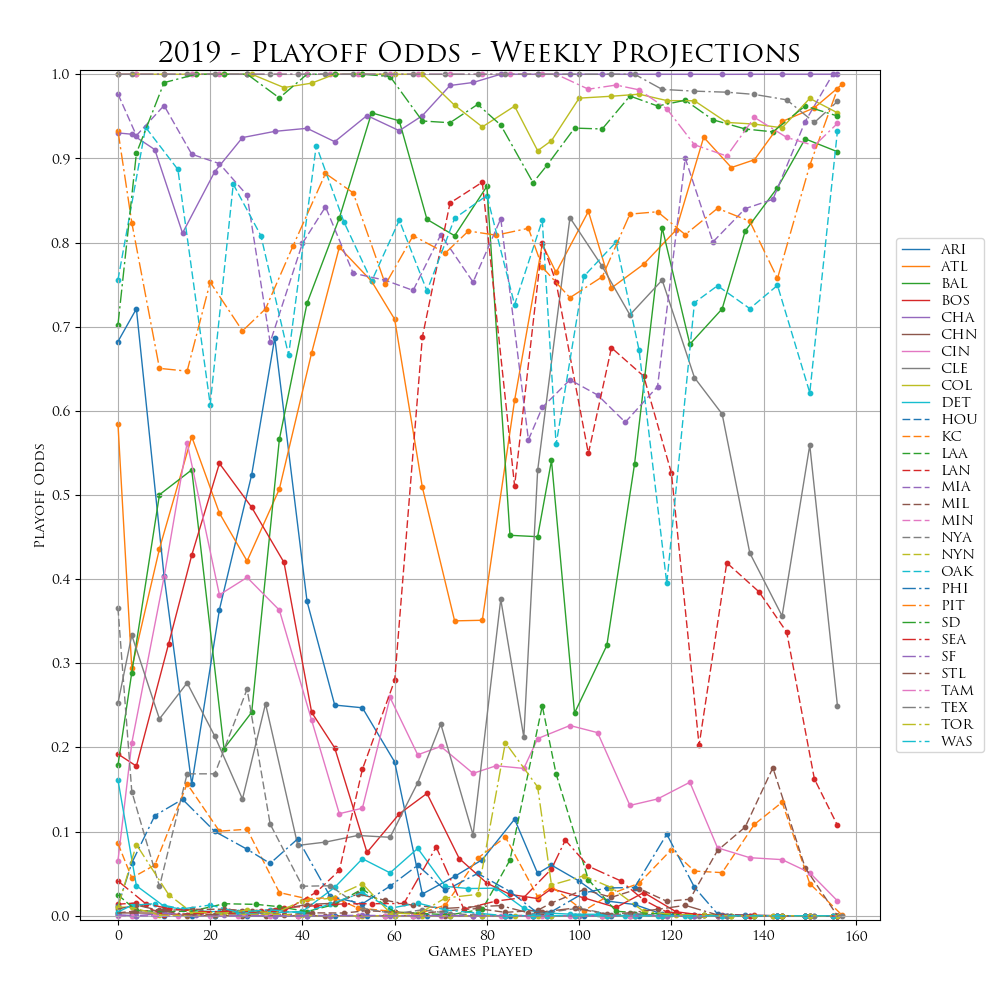 2019 - Playoff Odds - Weekly Projections
1.0
0.9
0.8
0.7
0.6
0.5
0.4
0.3
0.2
0.1
0.0
Playoff Odds
0 20 40 60 80 100 120 140 160
Games Played
ARI
ATL
BAL
BOS
CHA
CHN
CIN
CLE
COL
DET
HOU
KC
LAA
LAN
MIA
MIL
MIN
NYA
NYN
OAK
PHI
PIT
SD
SEA
SF
STL
TAM
TEX
TOR
WAS